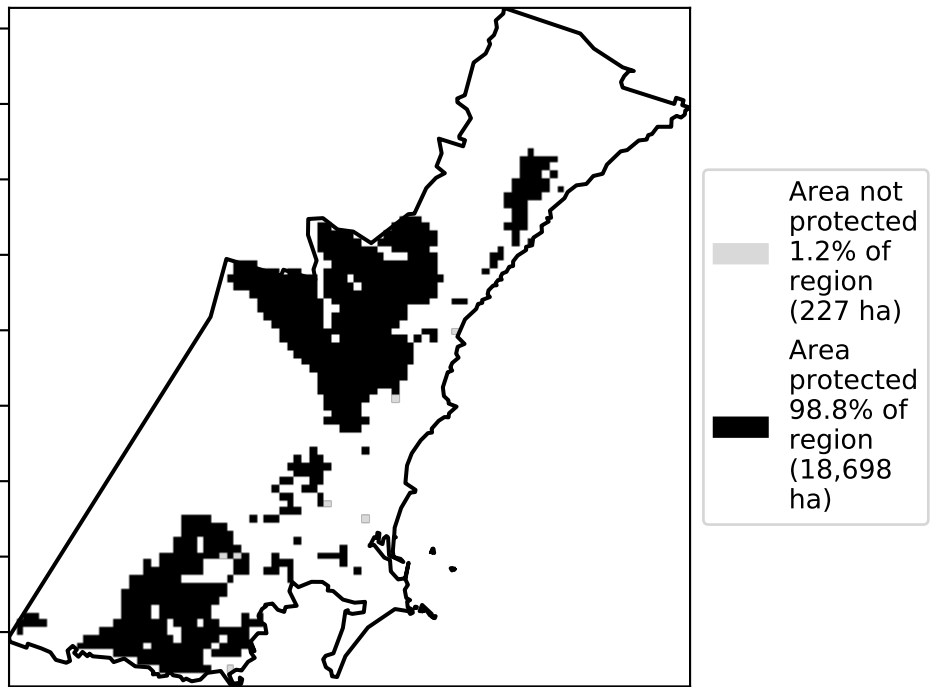 Area not
protected
1.2% of
region
(227 ha)
Area
protected
98.8% of
region
(18,698
ha)